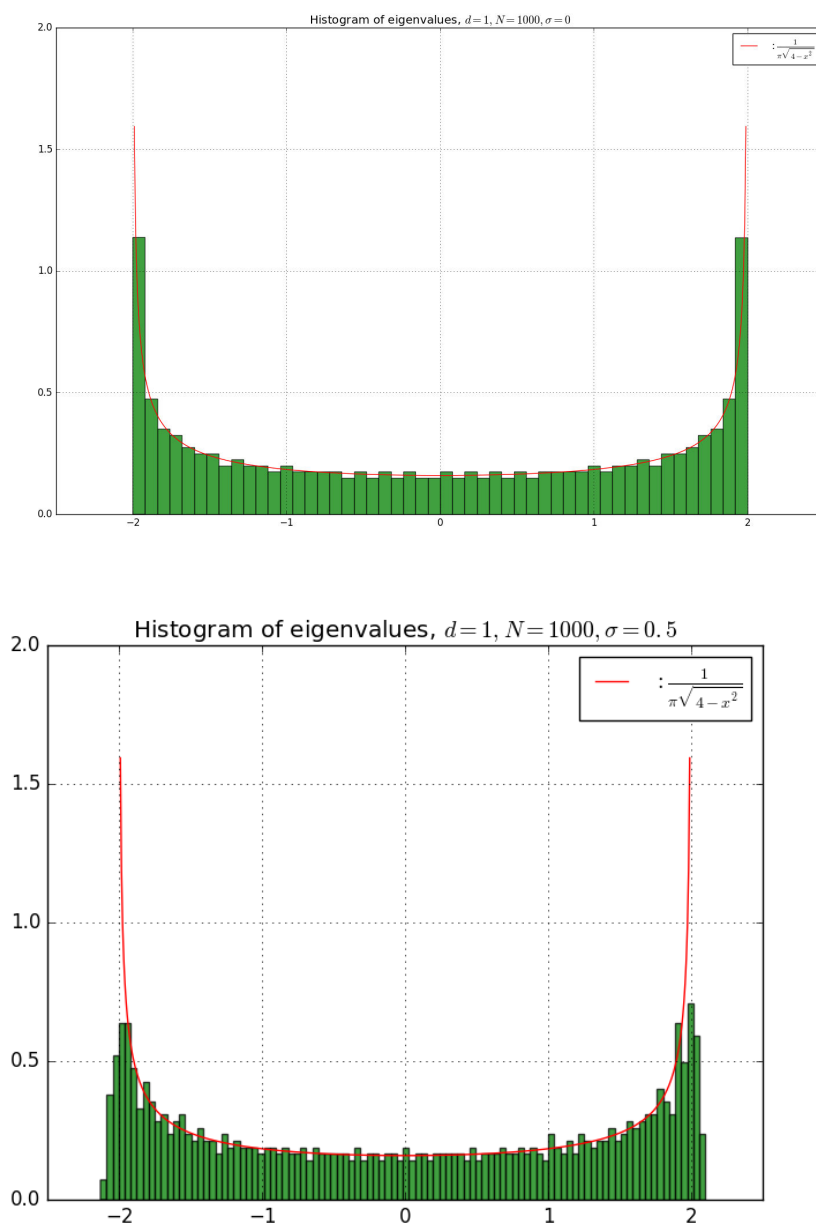 Histogram of eigenvalues, d=1, N=1000, σ=0
2.0
: 1/(π√(4−x²))
1.5
1.0
0.5
0.0
−2 −1 0 1 2
Histogram of eigenvalues, d=1, N=1000, σ=0.5
2.0
: 1/(π√(4−x²))
1.5
1.0
0.5
0.0
−2 −1 0 1 2